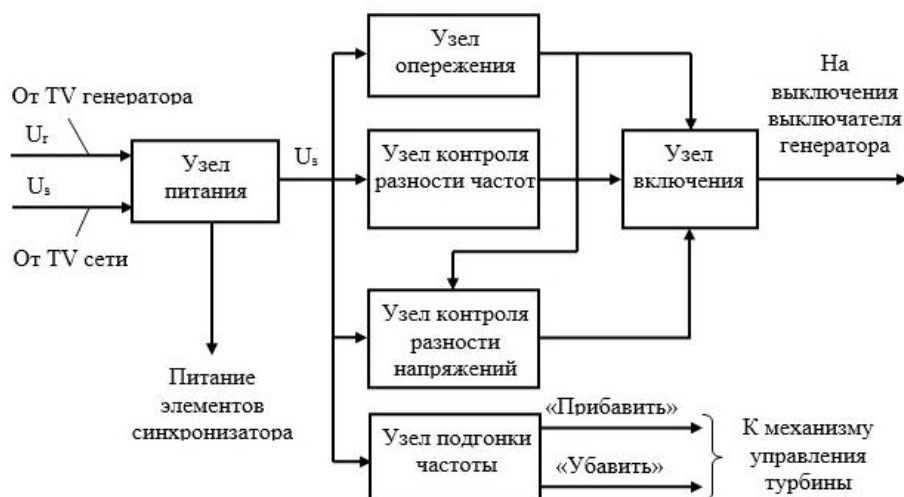 Узел
опережения
От TV генератора
Ur
Us
От TV сети
Узел
питания
Us
Узел контроля
разности частот
Узел
включения
На
выключения
выключателя
генератора
Узел контроля
разности
напряжений
Питание
элементов
синхронизатора
Узел подгонки
частоты
«Прибавить»
«Убавить»
К механизму
управления
турбины